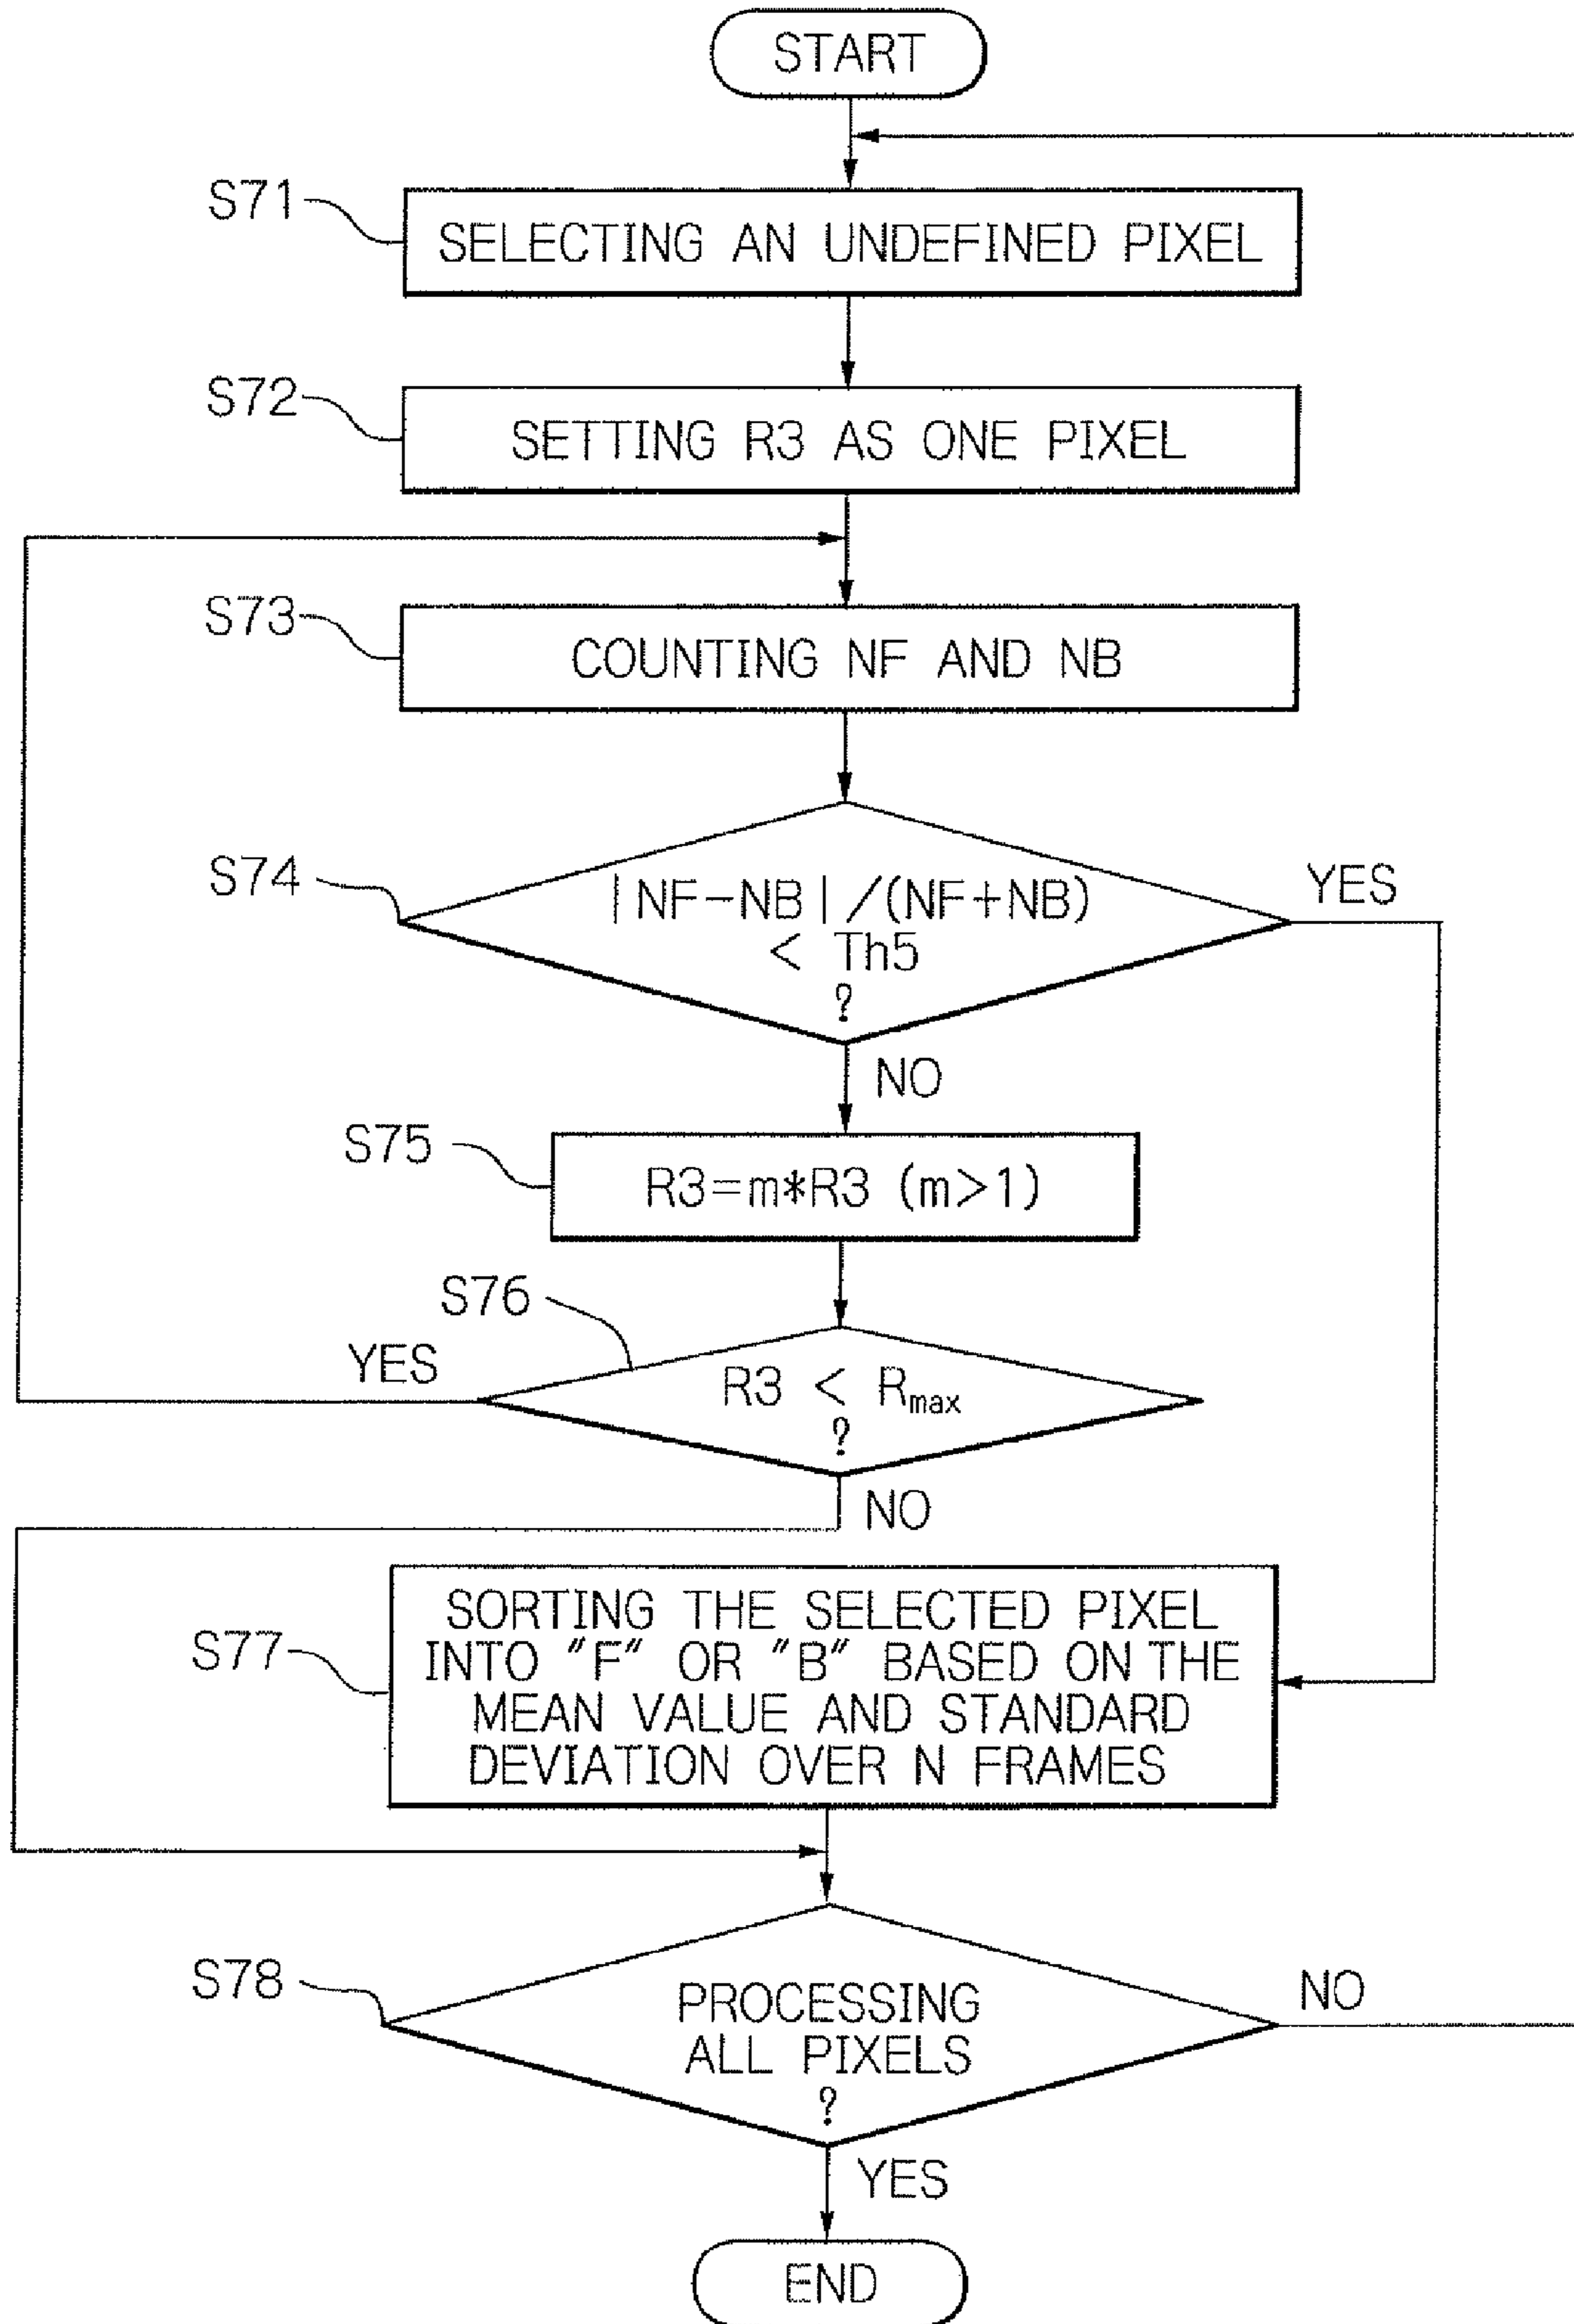 START
S71
SELECTING AN UNDEFINED PIXEL
S72
SETTING R3 AS ONE PIXEL
S73
COUNTING NF AND NB
S74
|NF-NB|/(NF+NB)
< Th5
?
YES
NO
S75
R3=m*R3 (m>1)
S76
YES
R3 < Rmax
?
NO
S77
SORTING THE SELECTED PIXEL
INTO "F" OR "B" BASED ON THE
MEAN VALUE AND STANDARD
DEVIATION OVER N FRAMES
S78
PROCESSING
ALL PIXELS
?
NO
YES
END